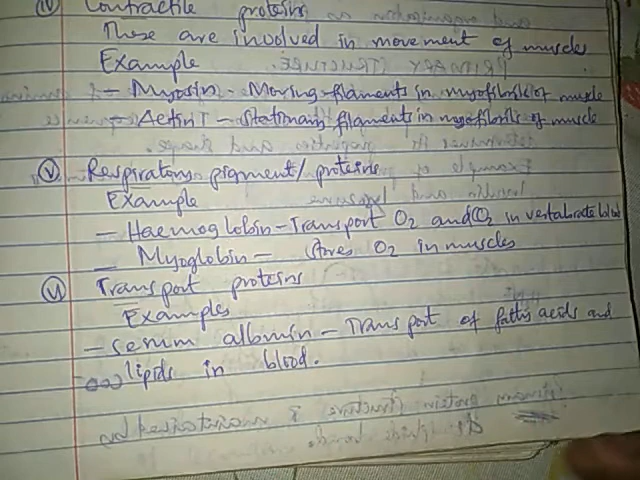 (iv) Contractile proteins
These are involved in movement of muscles
Example
- Myosin - Moving filaments in myofibrils of muscle
- Actin - Stationary filaments in myofibrils of muscle
(v) Respiratory pigment/proteins
Example
- Haemoglobin - Transport O2 and CO2 in vertebrate blood
- Myoglobin - stores O2 in muscles
(vi) Transport proteins
Examples
- serum albumin - Transport of fatty acids and
lipids in blood.